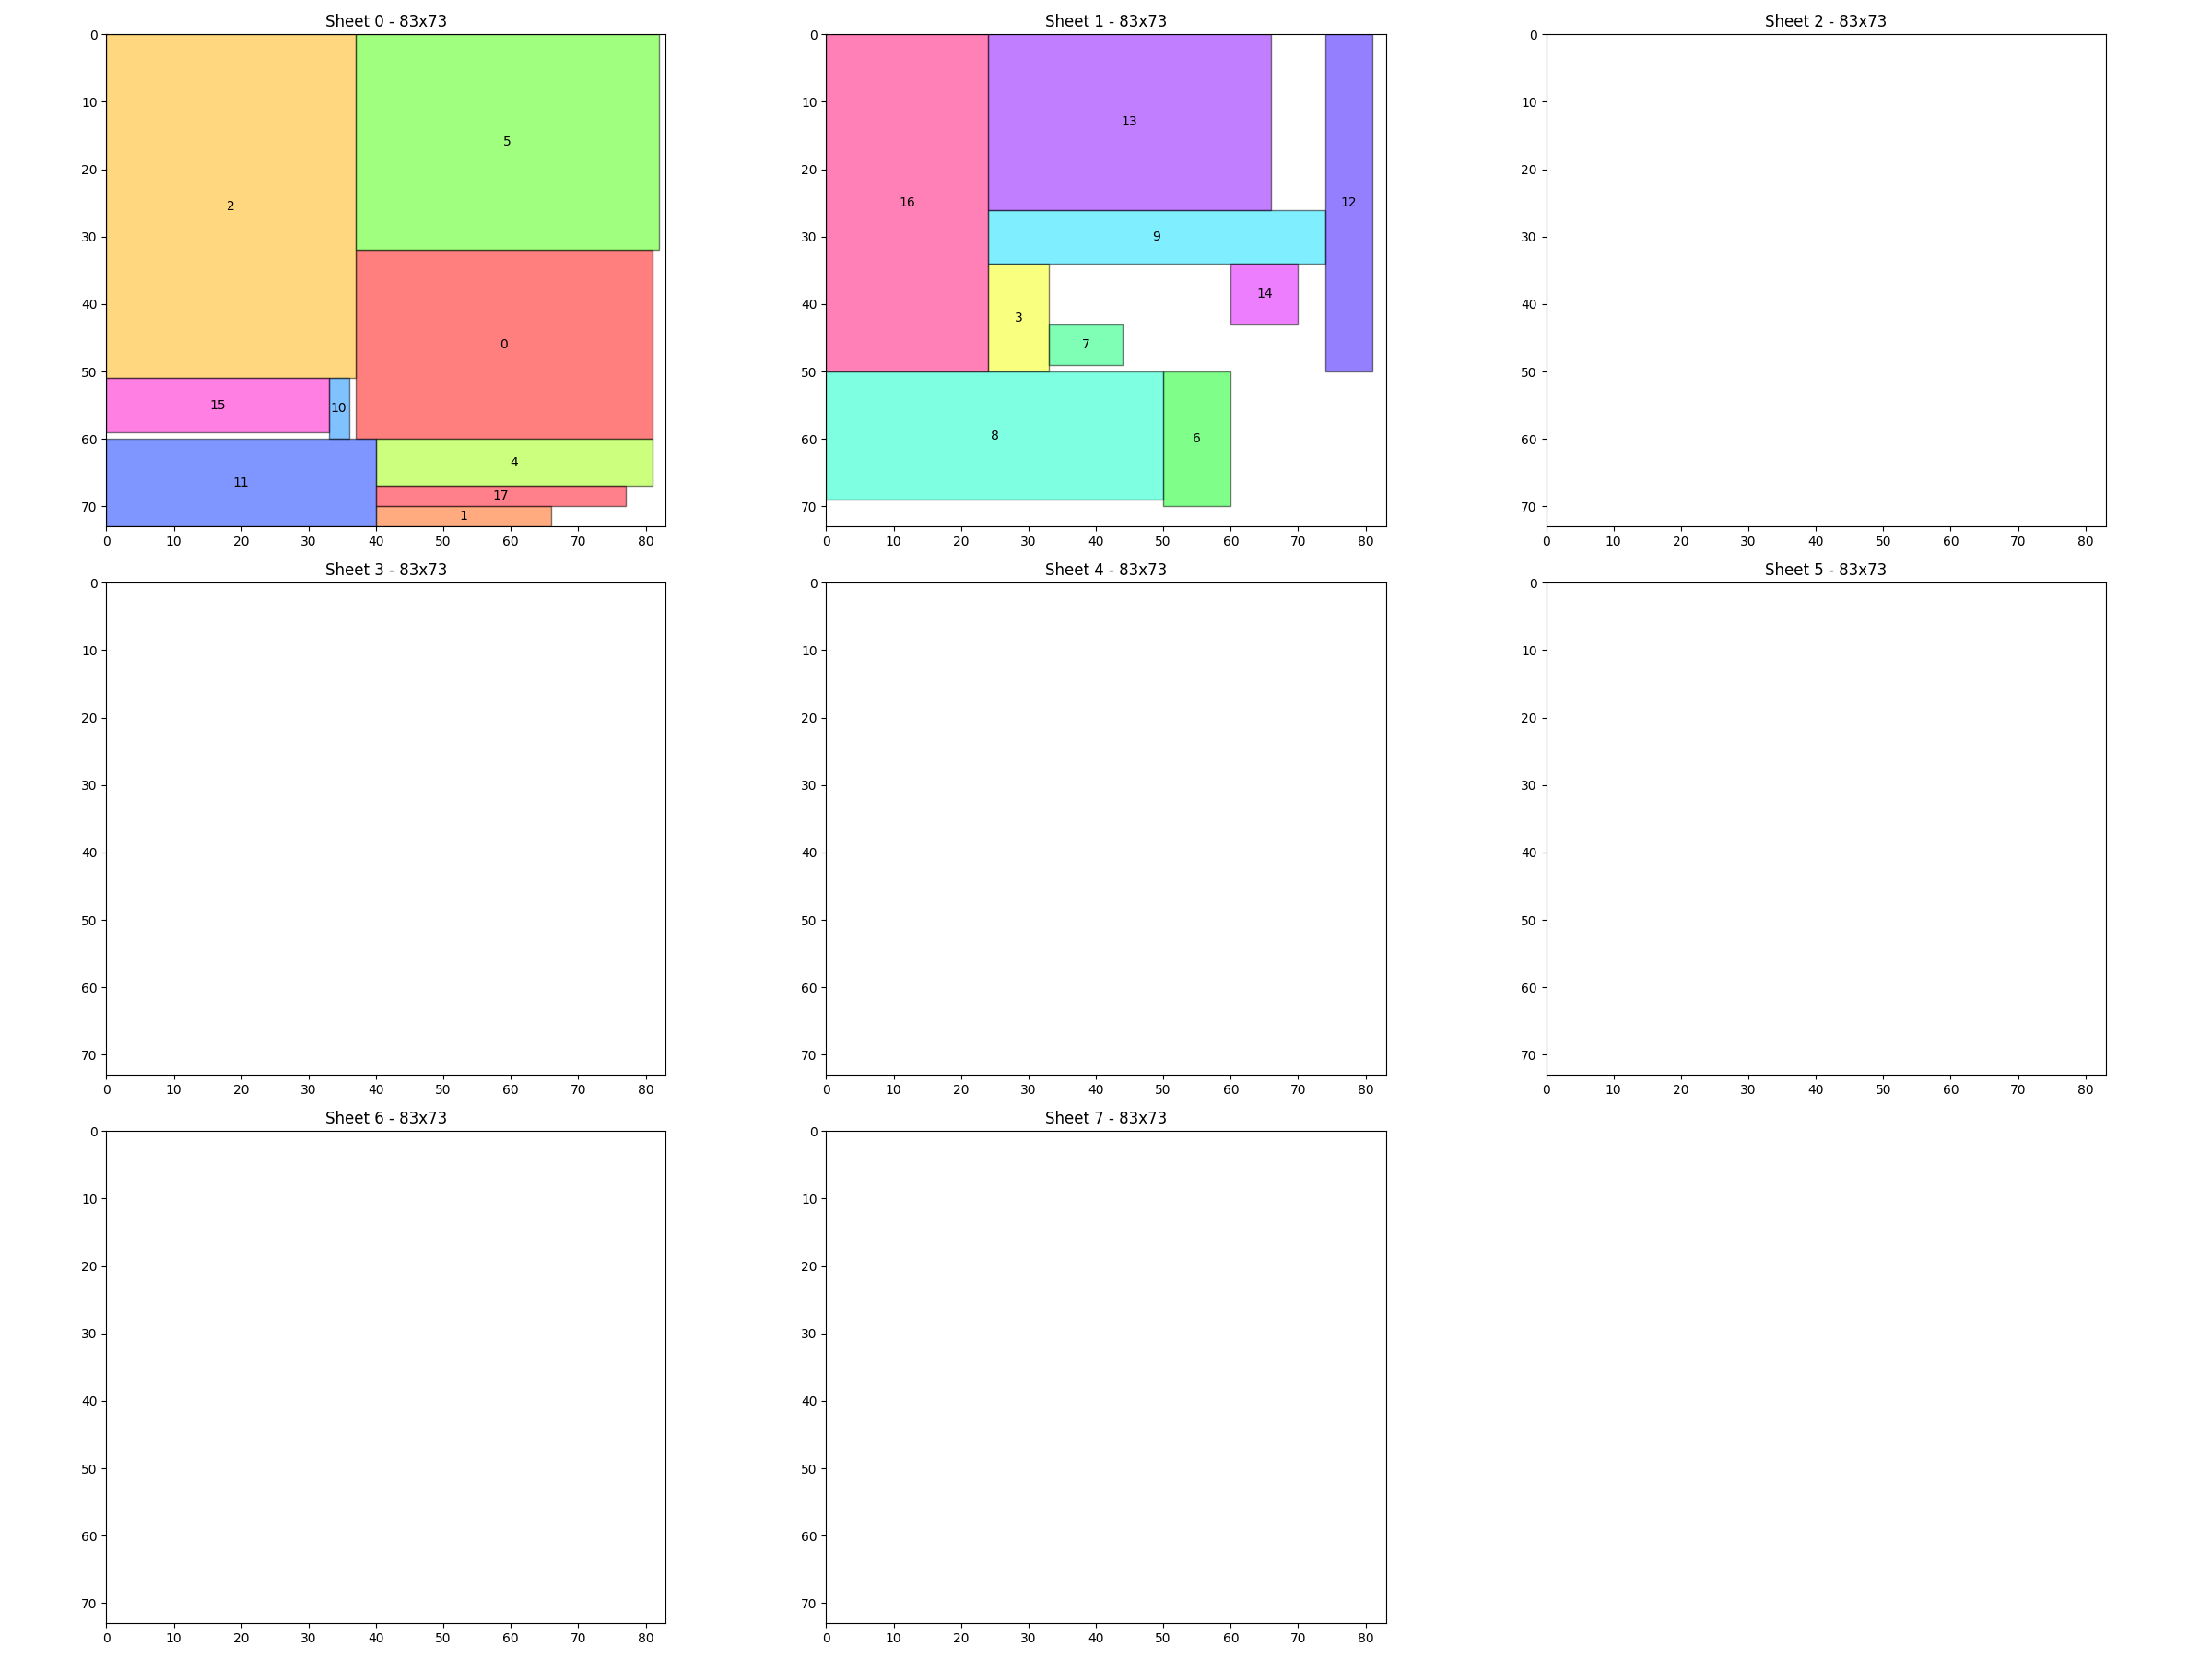 Sheet 0 - 83x73
Sheet 1 - 83x73
Sheet 2 - 83x73
0 10 20 30 40 50 60 70
2 5 0 15 10 11 4 17 1
0 10 20 30 40 50 60 70 80
0 10 20 30 40 50 60 70
16 13 12 9 14 3 7 8 6
0 10 20 30 40 50 60 70 80
0 10 20 30 40 50 60 70
0 10 20 30 40 50 60 70 80
Sheet 3 - 83x73
Sheet 4 - 83x73
Sheet 5 - 83x73
0 10 20 30 40 50 60 70
0 10 20 30 40 50 60 70 80
0 10 20 30 40 50 60 70
0 10 20 30 40 50 60 70 80
0 10 20 30 40 50 60 70
0 10 20 30 40 50 60 70 80
Sheet 6 - 83x73
Sheet 7 - 83x73
0 10 20 30 40 50 60 70
0 10 20 30 40 50 60 70 80
0 10 20 30 40 50 60 70
0 10 20 30 40 50 60 70 80